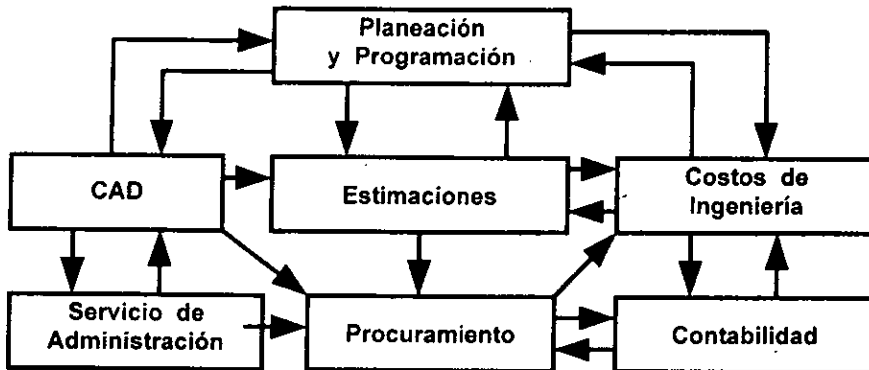 Planeación
y Programación
CAD
Estimaciones
Costos de
Ingeniería
Servicio de
Administración
Procuramiento
Contabilidad